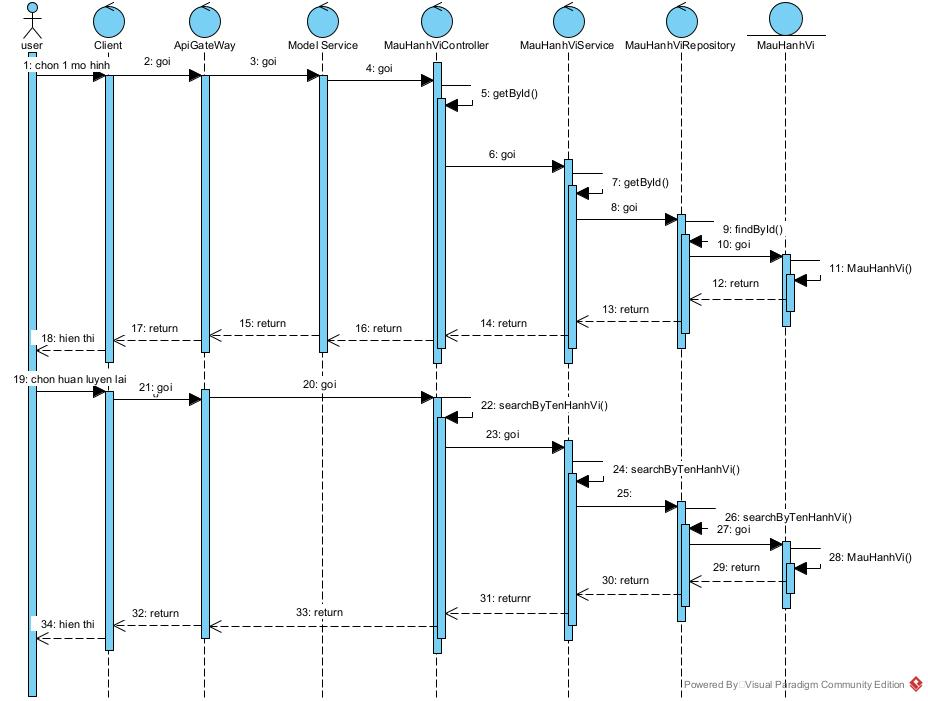 user
Client
ApiGateWay
Model Service
MauHanhViController
MauHanhViService
MauHanhViRepository
MauHanhVi
1: chon 1 mo hinh
2: goi
3: goi
4: goi
5: getById()
6: goi
7: getById()
8: goi
9: findById()
10: goi
11: MauHanhVi()
12: return
13: return
14: return
16: return
15: return
17: return
18: hien thi
19: chon huan luyen lai
21: goi
20: goi
22: searchByTenHanhVi()
23: goi
24: searchByTenHanhVi()
25:
26: searchByTenHanhVi()
27: goi
28: MauHanhVi()
29: return
30: return
31: returnr
33: return
32: return
34: hien thi
Powered By Visual Paradigm Community Edition